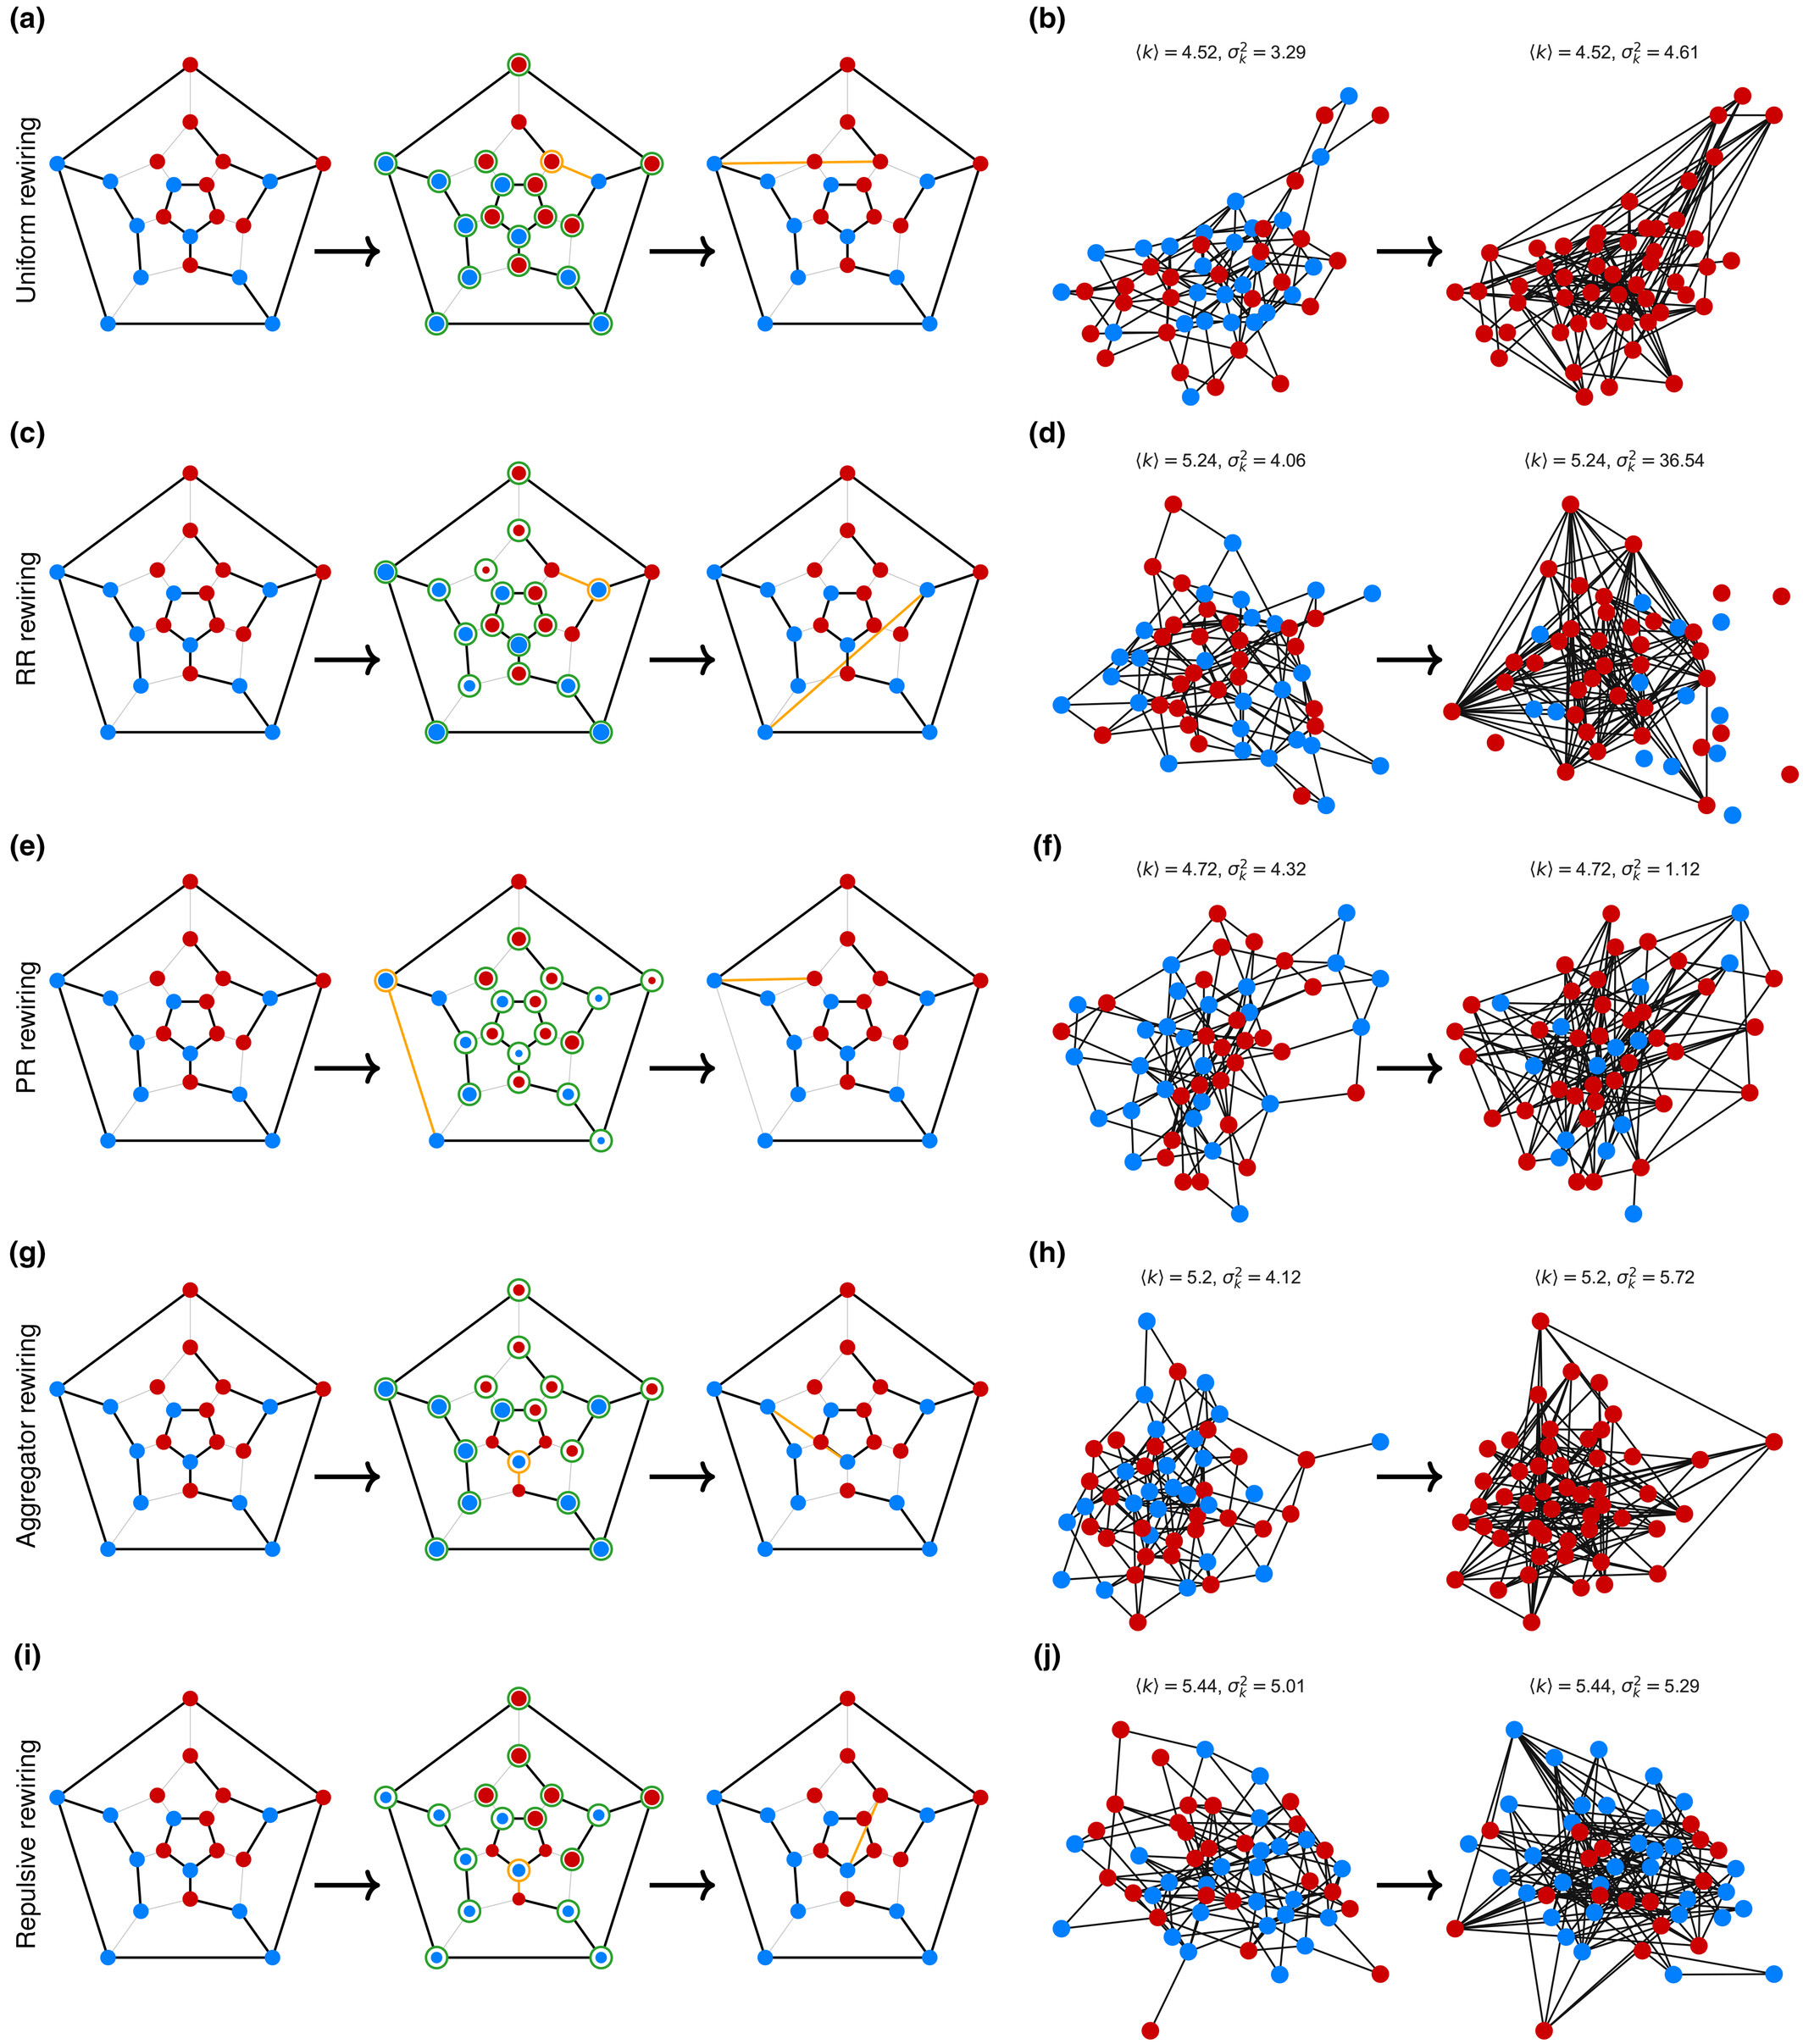 (a)
(b)
Uniform rewiring
⟨k⟩ = 4.52, σ²ₖ = 3.29
⟨k⟩ = 4.52, σ²ₖ = 4.61
(c)
(d)
RR rewiring
⟨k⟩ = 5.24, σ²ₖ = 4.06
⟨k⟩ = 5.24, σ²ₖ = 36.54
(e)
(f)
PR rewiring
⟨k⟩ = 4.72, σ²ₖ = 4.32
⟨k⟩ = 4.72, σ²ₖ = 1.12
(g)
(h)
Aggregator rewiring
⟨k⟩ = 5.2, σ²ₖ = 4.12
⟨k⟩ = 5.2, σ²ₖ = 5.72
(i)
(j)
Repulsive rewiring
⟨k⟩ = 5.44, σ²ₖ = 5.01
⟨k⟩ = 5.44, σ²ₖ = 5.29